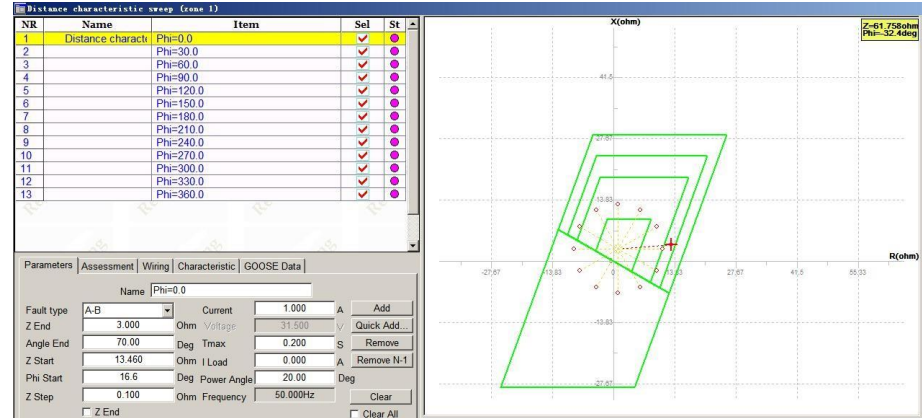 Distance characteristic sweep (zone 1)
NR Name Item Sel St
1 Distance characte Phi=0.0
2 Phi=30.0
3 Phi=60.0
4 Phi=90.0
5 Phi=120.0
6 Phi=150.0
7 Phi=180.0
8 Phi=210.0
9 Phi=240.0
10 Phi=270.0
11 Phi=300.0
12 Phi=330.0
13 Phi=360.0
Parameters Assessment Wiring Characteristic GOOSE Data
Name Phi=0.0
Fault type A-B Current 1.000 A Add
Z End 3.000 Ohm Voltage 31.500 V Quick Add...
Angle End 70.00 Deg Tmax 0.200 S Remove
Z Start 13.460 Ohm I Load 0.000 A Remove N-1
Phi Start 16.6 Deg Power Angle 20.00 Deg
Z Step 0.100 Ohm Frequency 50.000Hz Clear
Z End Clear All
X(ohm)
Z=61.758ohm
Phi=-32.4deg
41.5
27.67
13.83
R(ohm)
-27.67 -13.83 0 13.83 27.67 41.5 55.33
-13.83
-27.67